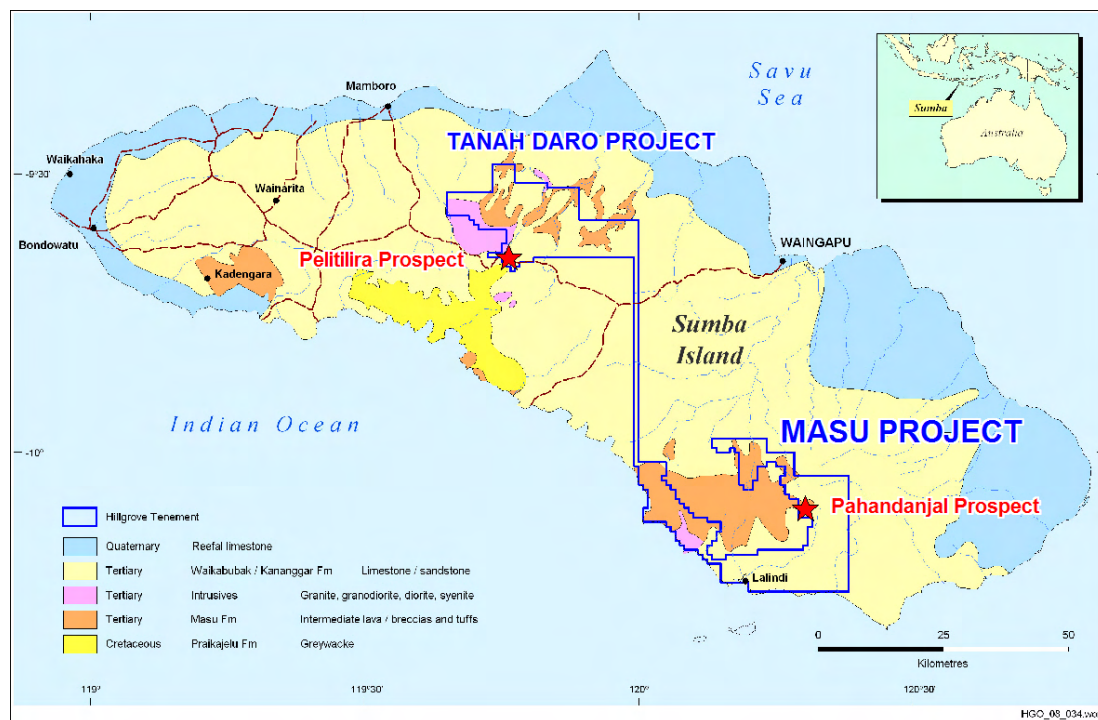 Savu
Sea
Sumba
Australia
Mamboro
TANAH DARO PROJECT
Waikahaka
-9°30'
Wainarita
Bondowatu
WAINGAPU
Pelitilira Prospect
Kadengara
Sumba
Island
Indian Ocean
MASU PROJECT
-10°
Pahandanjal Prospect
Hillgrove Tenement
Quaternary Reefal limestone
Tertiary Waikabubak / Kananggar Fm Limestone / sandstone
Tertiary Intrusives Granite, granodiorite, diorite, syenite
Tertiary Masu Fm Intermediate lava / breccias and tuffs
Cretaceous Praikajelu Fm Greywacke
Lalindi
0 25 50
Kilometres
119° 119°30' 120° 120°30'
HGO_08_034.wor